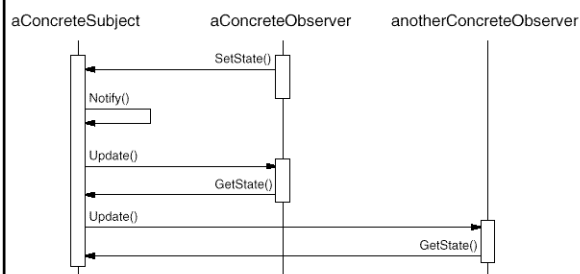 aConcreteSubject aConcreteObserver anotherConcreteObserver
SetState()
Notify()
Update()
GetState()
Update()
GetState()